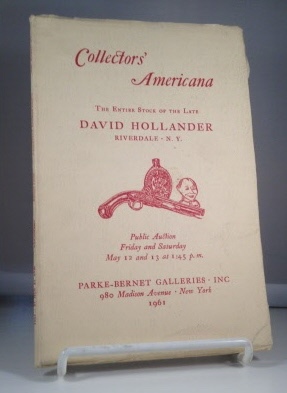 Collectors'
Americana
THE ENTIRE STOCK OF THE LATE
DAVID HOLLANDER
RIVERDALE · N. Y.
Public Auction
Friday and Saturday
May 12 and 13 at 1:45 p.m.
PARKE-BERNET GALLERIES · INC
980 Madison Avenue · New York
1961